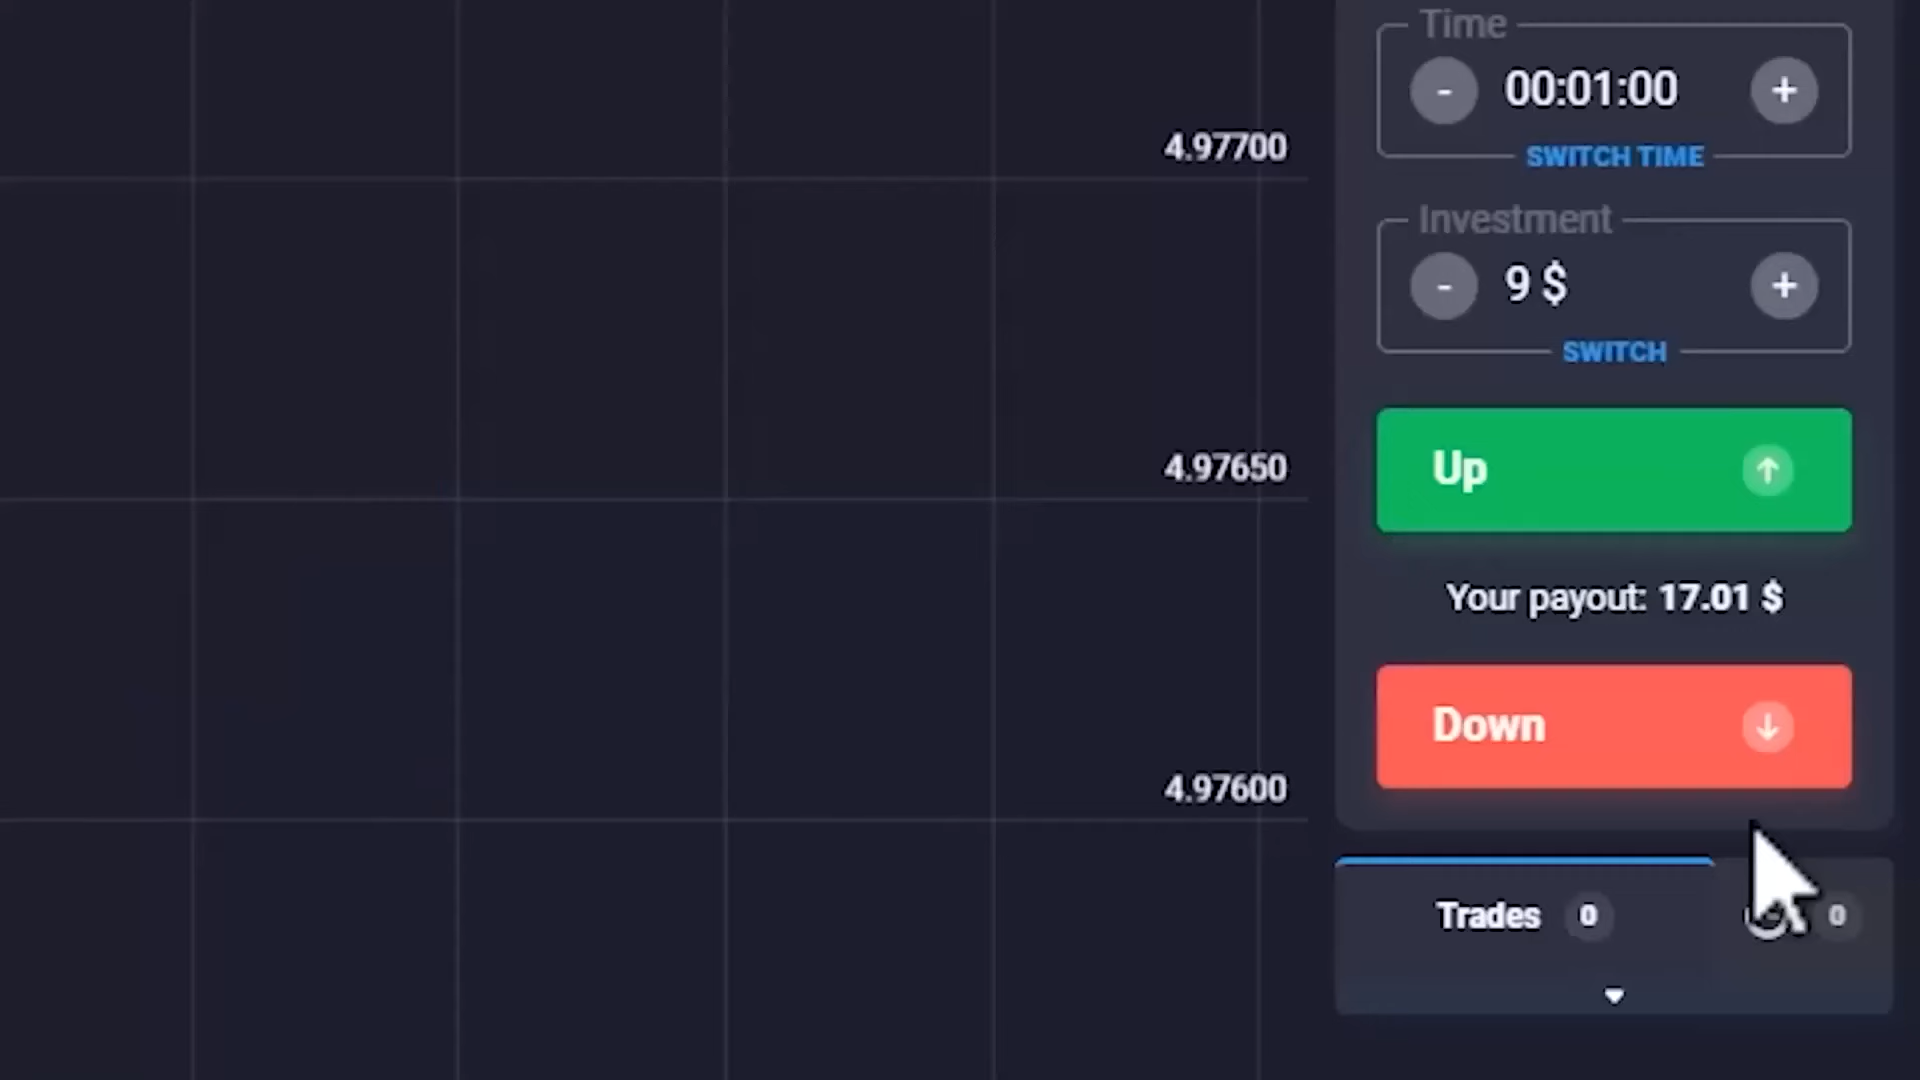 Time
- 00:01:00 +
SWITCH TIME
4.97700
Investment
- 9 $ +
SWITCH
4.97650
Up
Your payout: 17.01 $
Down
4.97600
Trades 0
0